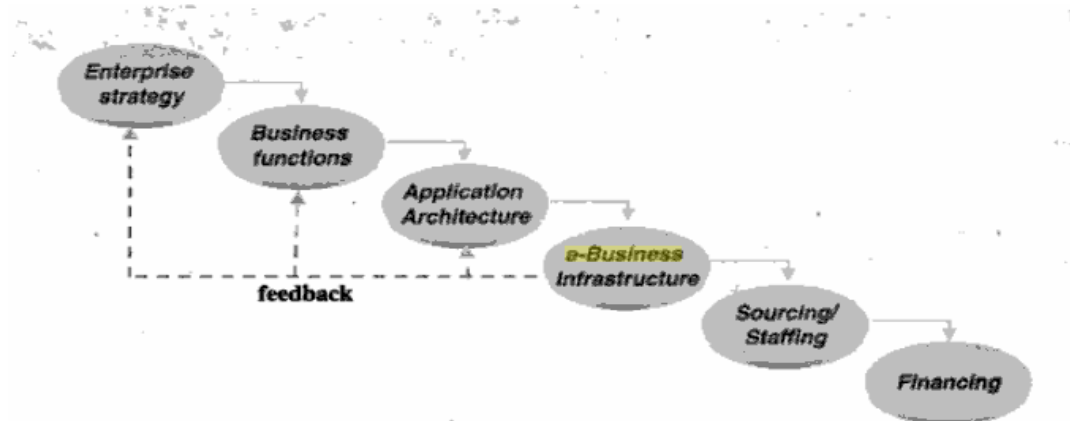 Enterprise
strategy
Business
functions
Application
Architecture
e-Business
Infrastructure
feedback
Sourcing/
Staffing
Financing